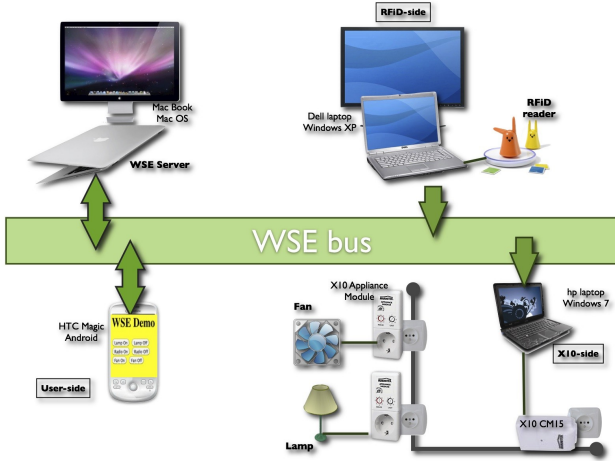 RFiD-side
Mac Book
Mac OS
WSE Server
Dell laptop
Windows XP
RFiD
reader
WSE bus
HTC Magic
Android
WSE Demo
Lamp On Lamp Off
Radio On Radio Off
Fan On Fan Off
User-side
X10 Appliance
Module
Fan
Lamp
hp laptop
Windows 7
X10-side
X10 CM15